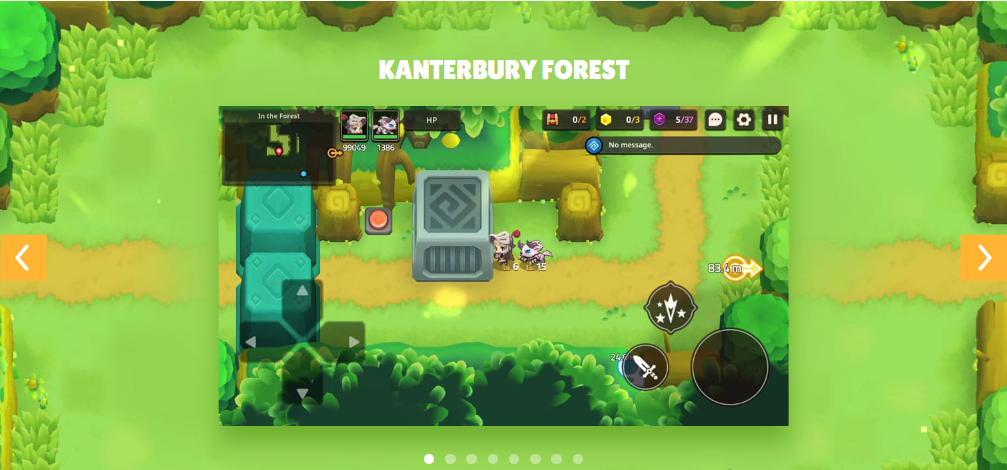 KANTERBURY FOREST
In the Forest
HP
0/2
0/3
5/37
99049
1386
No message.
6
15
83.4m